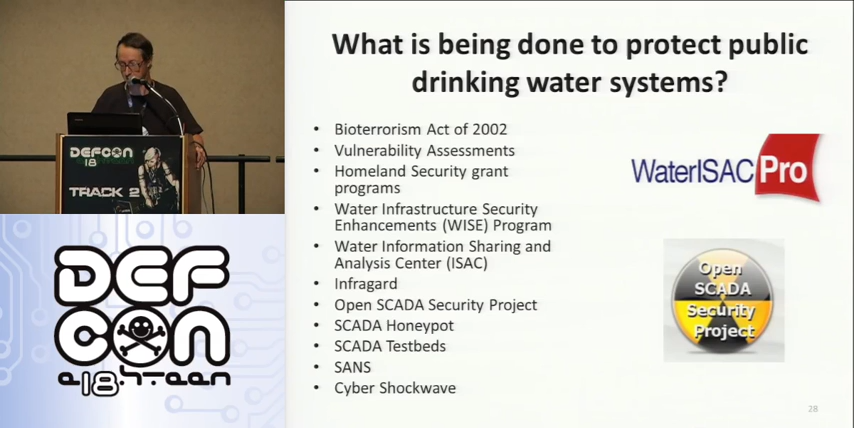 What is being done to protect public
drinking water systems?
• Bioterrorism Act of 2002
• Vulnerability Assessments
• Homeland Security grant
programs
• Water Infrastructure Security
Enhancements (WISE) Program
• Water Information Sharing and
Analysis Center (ISAC)
• Infragard
• Open SCADA Security Project
• SCADA Honeypot
• SCADA Testbeds
• SANS
• Cyber Shockwave
WaterISAC Pro
Open
SCADA
Security
Project
28
DEFCON
18
TRACK 2
DEF
CON
e18hteen